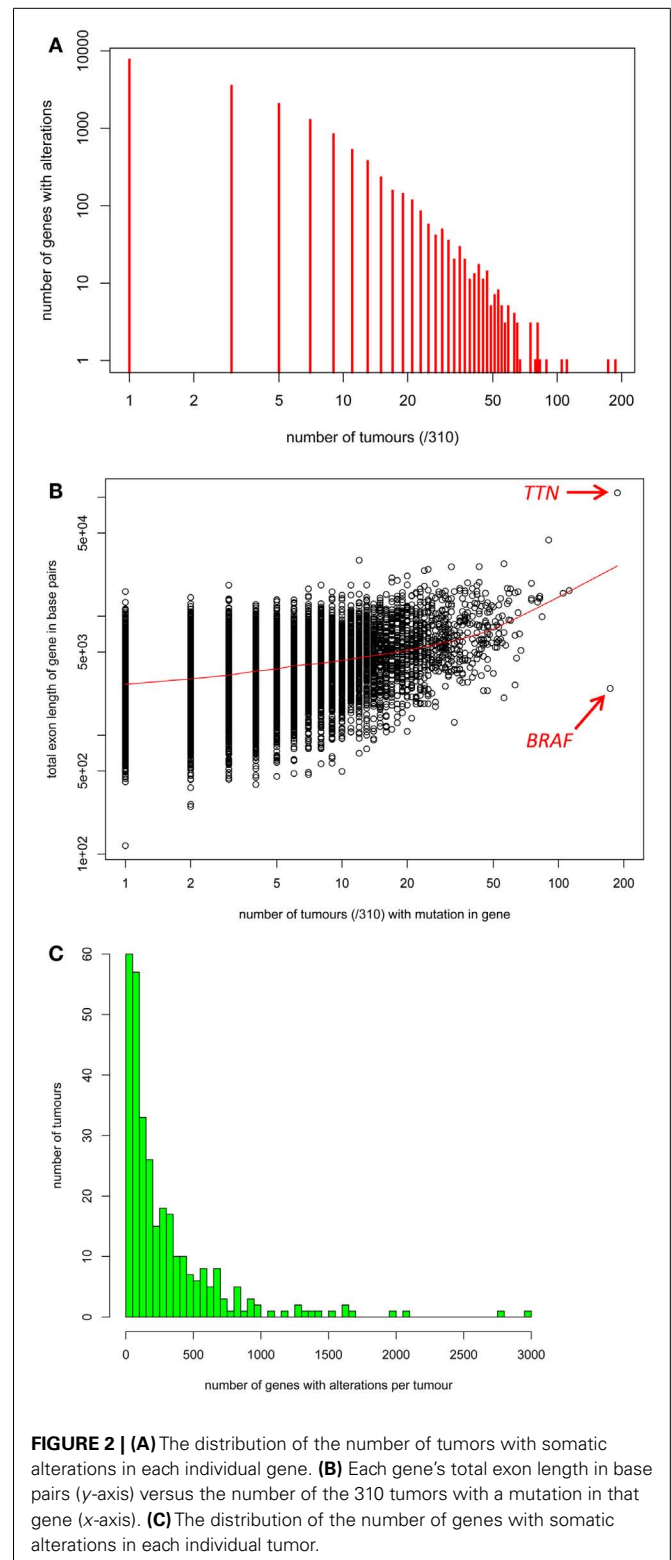 A
number of genes with alterations
10000
1000
100
10
1
1 2 5 10 20 50 100 200
number of tumours (/310)
B
total exon length of gene in base pairs
5e+04
5e+03
5e+02
1e+02
TTN
BRAF
1 2 5 10 20 50 100 200
number of tumours (/310) with mutation in gene
C
number of tumours
60
50
40
30
20
10
0
0 500 1000 1500 2000 2500 3000
number of genes with alterations per tumour
FIGURE 2 | (A) The distribution of the number of tumors with somatic
alterations in each individual gene. (B) Each gene's total exon length in base
pairs (y-axis) versus the number of the 310 tumors with a mutation in that
gene (x-axis). (C) The distribution of the number of genes with somatic
alterations in each individual tumor.